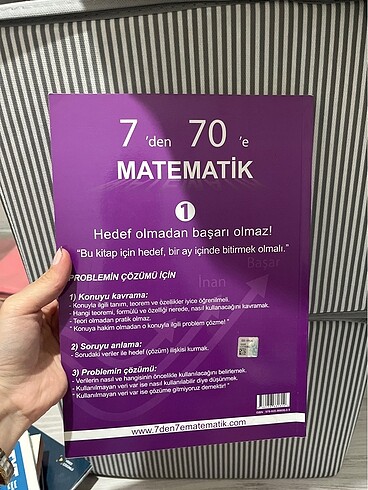 7 'den 70 'e
MATEMATİK
1
Hedef olmadan başarı olmaz!
"Bu kitap için hedef, bir ay içinde bitirmek olmalı."
Başar
İnan
PROBLEMİN ÇÖZÜMÜ İÇİN
1) Konuyu kavrama:
- Konuyla ilgili tanım, teorem ve özellikler iyice öğrenilmeli.
- Hangi teoremi, formülü ve özelliği nerede, nasıl kullanacağını kavramak.
- Teori olmadan pratik olmaz.
" Konuya hakim olmadan o konuyla ilgili problem çözme! "
2) Soruyu anlama:
- Sorudaki veriler ile hedef (çözüm) ilişkisi kurmak.
3) Problemin çözümü:
- Verilerin nasıl ve hangisinin öncelikle kullanılacağını belirlemek.
- Kullanılmayan veri var ise nasıl kullanılabilir diye düşünmek.
" Kullanılmayan veri var ise çözüme gitmiyoruz demektir! "
www.7den7ematematik.com